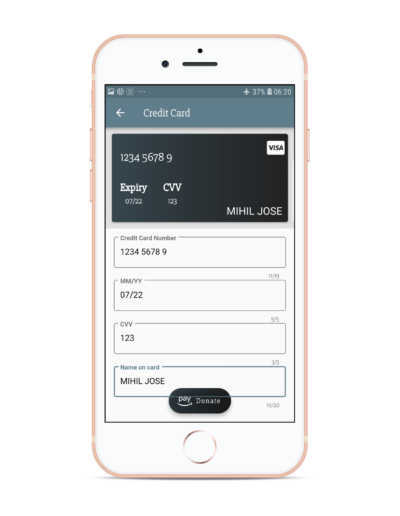 37% 06:20
Credit Card
VISA
1234 5678 9
Expiry CVV
07/22 123
MIHIL JOSE
Credit Card Number
1234 5678 9
11/19
MM/YY
07/22
5/5
CVV
123
3/3
Name on card
MIHIL JOSE
pay Donate
10/20